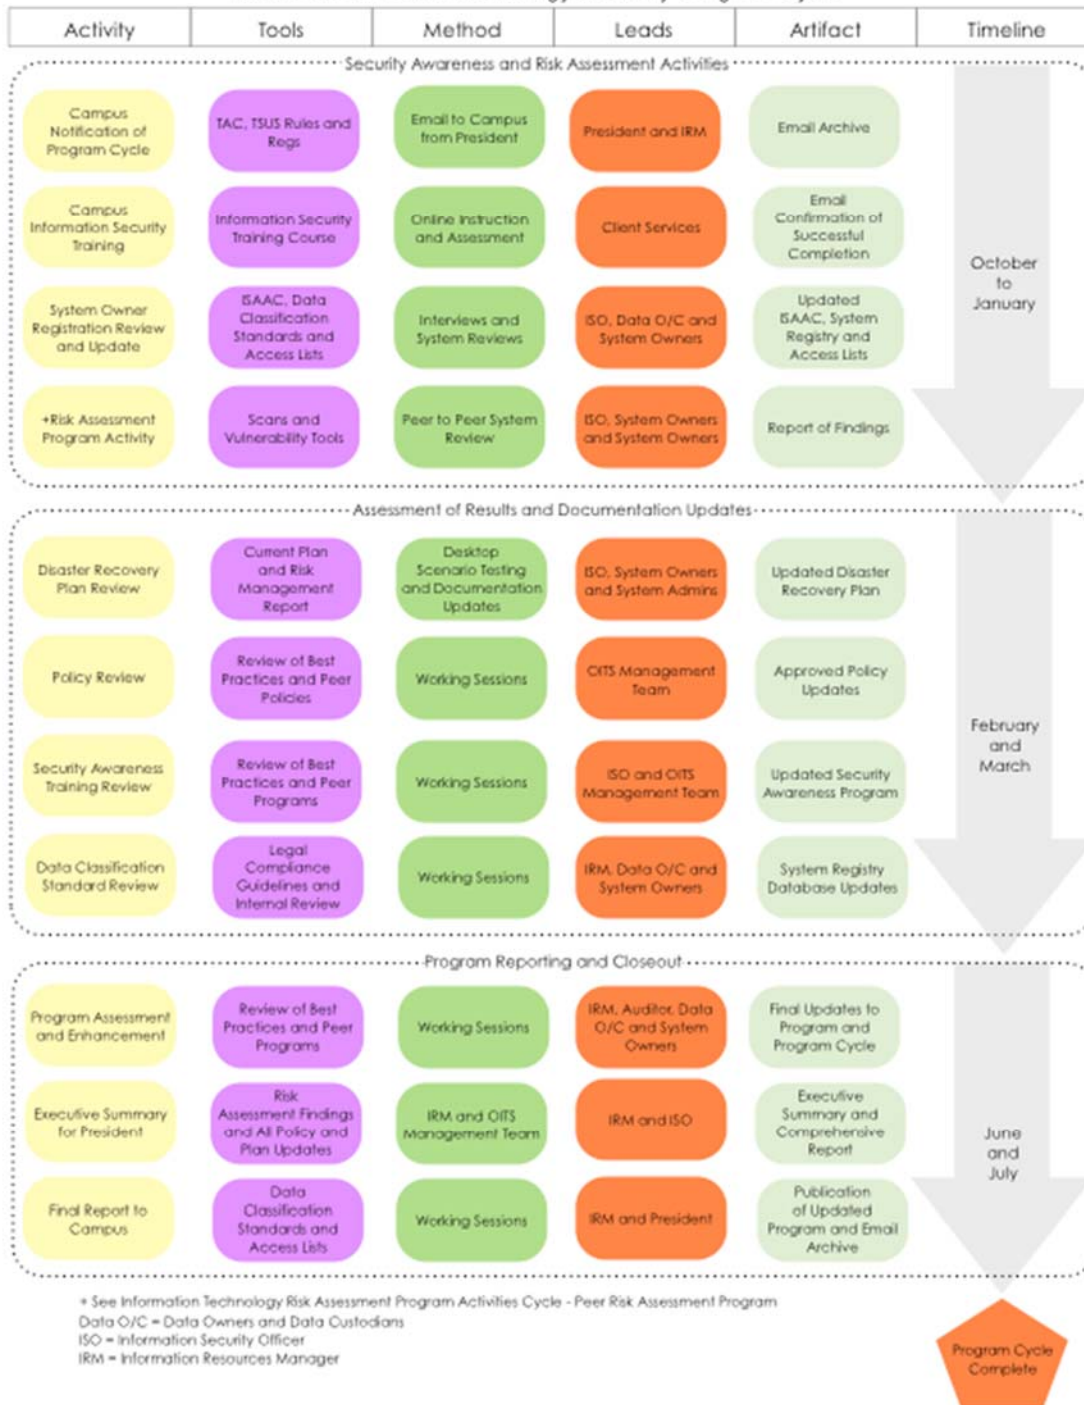 Activity Tools Method Leads Artifact Timeline
Security Awareness and Risk Assessment Activities
Campus
Notification of
Program Cycle
TAC, TSUS Rules and
Regs
Email to Campus
from President
President and IRM
Email Archive
Campus
Information Security
Training
Information Security
Training Course
Online Instruction
and Assessment
Client Services
Email
Confirmation of
Successful
Completion
System Owner
Registration Review
and Update
ISAAC, Data
Classification
Standards and
Access Lists
Interviews and
System Reviews
ISO, Data O/C and
System Owners
Updated
ISAAC, System
Registry and
Access Lists
+Risk Assessment
Program Activity
Scans and
Vulnerability Tools
Peer to Peer System
Review
ISO, System Owners
and System Owners
Report of Findings
October
to
January
Assessment of Results and Documentation Updates
Disaster Recovery
Plan Review
Current Plan
and Risk
Management
Report
Desktop
Scenario Testing
and Documentation
Updates
ISO, System Owners
and System Admins
Updated Disaster
Recovery Plan
Policy Review
Review of Best
Practices and Peer
Policies
Working Sessions
OITS Management
Team
Approved Policy
Updates
Security Awareness
Training Review
Review of Best
Practices and Peer
Programs
Working Sessions
ISO and OITS
Management Team
Updated Security
Awareness Program
Data Classification
Standard Review
Legal
Compliance
Guidelines and
Internal Review
Working Sessions
IRM, Data O/C and
System Owners
System Registry
Database Updates
February
and
March
Program Reporting and Closeout
Program Assessment
and Enhancement
Review of Best
Practices and Peer
Programs
Working Sessions
IRM, Auditor, Data
O/C and System
Owners
Final Updates to
Program and
Program Cycle
Executive Summary
for President
Risk
Assessment Findings
and All Policy and
Plan Updates
IRM and OITS
Management Team
IRM and ISO
Executive
Summary and
Comprehensive
Report
Final Report to
Campus
Data
Classification
Standards and
Access Lists
Working Sessions
IRM and President
Publication
of Updated
Program and Email
Archive
June
and
July
+ See Information Technology Risk Assessment Program Activities Cycle - Peer Risk Assessment Program
Data O/C = Data Owners and Data Custodians
ISO = Information Security Officer
IRM = Information Resources Manager
Program Cycle
Complete